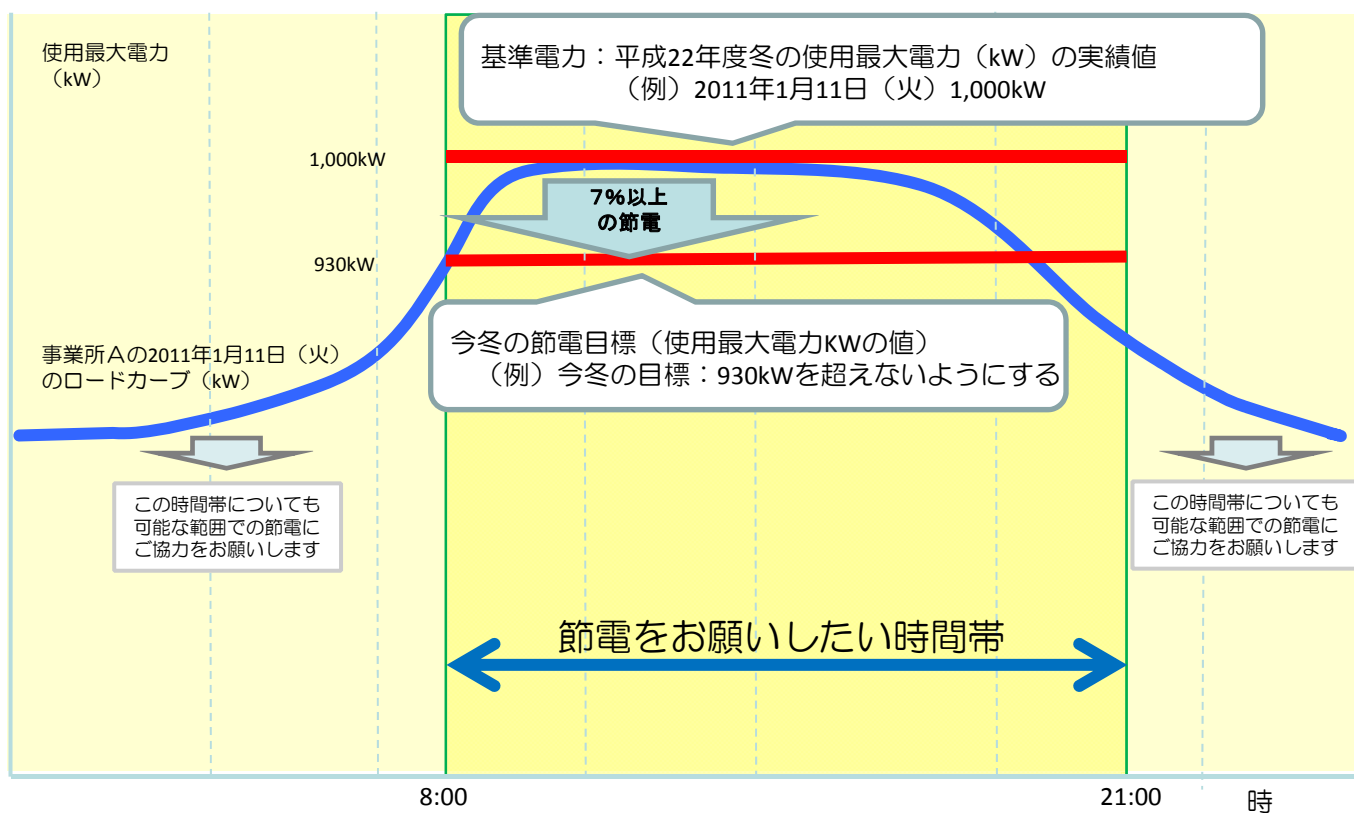 使用最大電力
（kW）
基準電力：平成22年度冬の使用最大電力（kW）の実績値
（例）2011年1月11日（火）1,000kW
1,000kW
7%以上
の節電
930kW
今冬の節電目標（使用最大電力KWの値）
（例）今冬の目標：930kWを超えないようにする
事業所Ａの2011年1月11日（火）
のロードカーブ（kW）
この時間帯についても
可能な範囲での節電に
ご協力をお願いします
この時間帯についても
可能な範囲での節電に
ご協力をお願いします
節電をお願いしたい時間帯
8:00
21:00
時